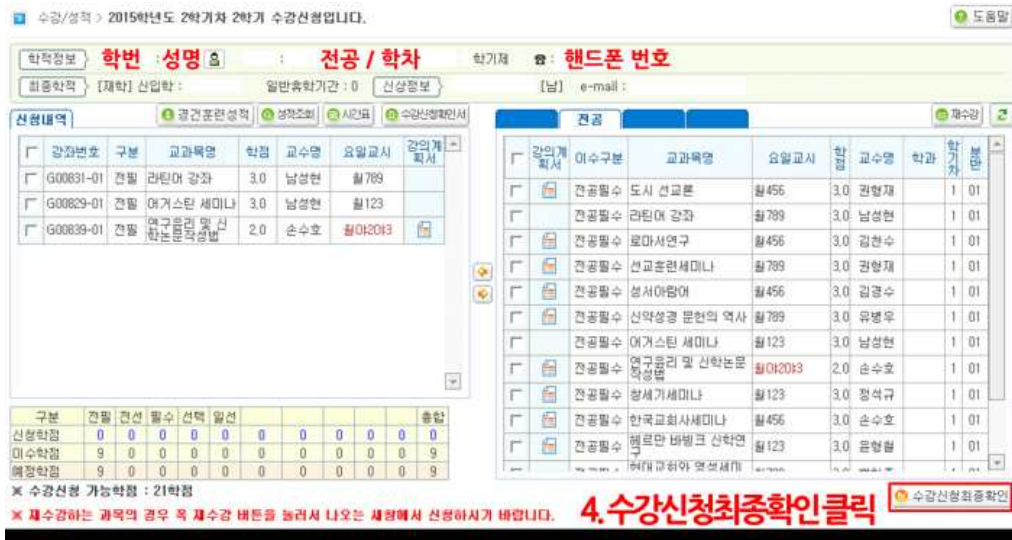 수강/성적 > 2015학년도 2학기차 2학기 수강신청입니다.
도움말
학적정보 학번 : 성명 : 전공 / 학차 학기제 ☎ : 핸드폰 번호
최종학적 [재학] 신입학 : 일반휴학기간 : 0 신상정보 [남] e-mail :
신청내역 경건훈련성적 성적조회 시간표 수강신청확인서
강좌번호 구분 교과목명 학점 교수명 요일교시 강의계획서
G00831-01 전필 라틴어 강좌 3.0 남성현 월789
G00829-01 전필 어거스틴 세미나 3.0 남성현 월123
G00839-01 전필 연구윤리 및 신학논문작성법 2.0 손수호 월야2야3
구분 전필 전선 필수 선택 일선 총합
신청학점 0 0 0 0 0 0 0 0 0 0 0
이수학점 9 0 0 0 0 0 0 0 0 0 9
예정학점 9 0 0 0 0 0 0 0 0 0 9
※ 수강신청 가능학점 : 21학점
※ 재수강하는 과목의 경우 꼭 재수강 버튼을 눌러서 나오는 새창에서 신청하시기 바랍니다.
전공 재수강
강의계획서 이수구분 교과목명 요일교시 학점 교수명 학과 학기차 분반
전공필수 도시 선교론 월456 3.0 권형재 1 01
전공필수 라틴어 강좌 월789 3.0 남성현 1 01
전공필수 로마서연구 월456 3.0 김천수 1 01
전공필수 선교훈련세미나 월789 3.0 권형재 1 01
전공필수 성서아람어 월456 3.0 김경수 1 01
전공필수 신약성경 문헌의 역사 월456 3.0 유병우 1 01
전공필수 어거스틴 세미나 월123 3.0 남성현 1 01
전공필수 연구윤리 및 신학논문작성법 월야2야3 2.0 손수호 1 01
전공필수 창세기세미나 월123 3.0 정석규 1 01
전공필수 한국교회사세미나 월456 3.0 손수호 1 01
전공필수 헤르만 바빙크 신학연구 월123 3.0 윤형철 1 01
4. 수강신청최종확인 클릭
수강신청최종확인